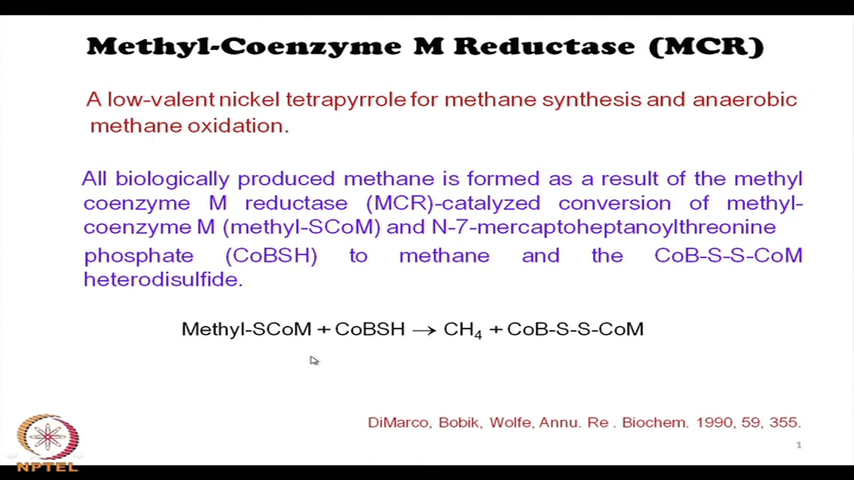 Methyl-Coenzyme M Reductase (MCR)
A low-valent nickel tetrapyrrole for methane synthesis and anaerobic
methane oxidation.
All biologically produced methane is formed as a result of the methyl
coenzyme M reductase (MCR)-catalyzed conversion of methyl-
coenzyme M (methyl-SCoM) and N-7-mercaptoheptanoylthreonine
phosphate (CoBSH) to methane and the CoB-S-S-CoM
heterodisulfide.
Methyl-SCoM + CoBSH → CH₄ + CoB-S-S-CoM
DiMarco, Bobik, Wolfe, Annu. Re . Biochem. 1990, 59, 355.
1
NPTEL